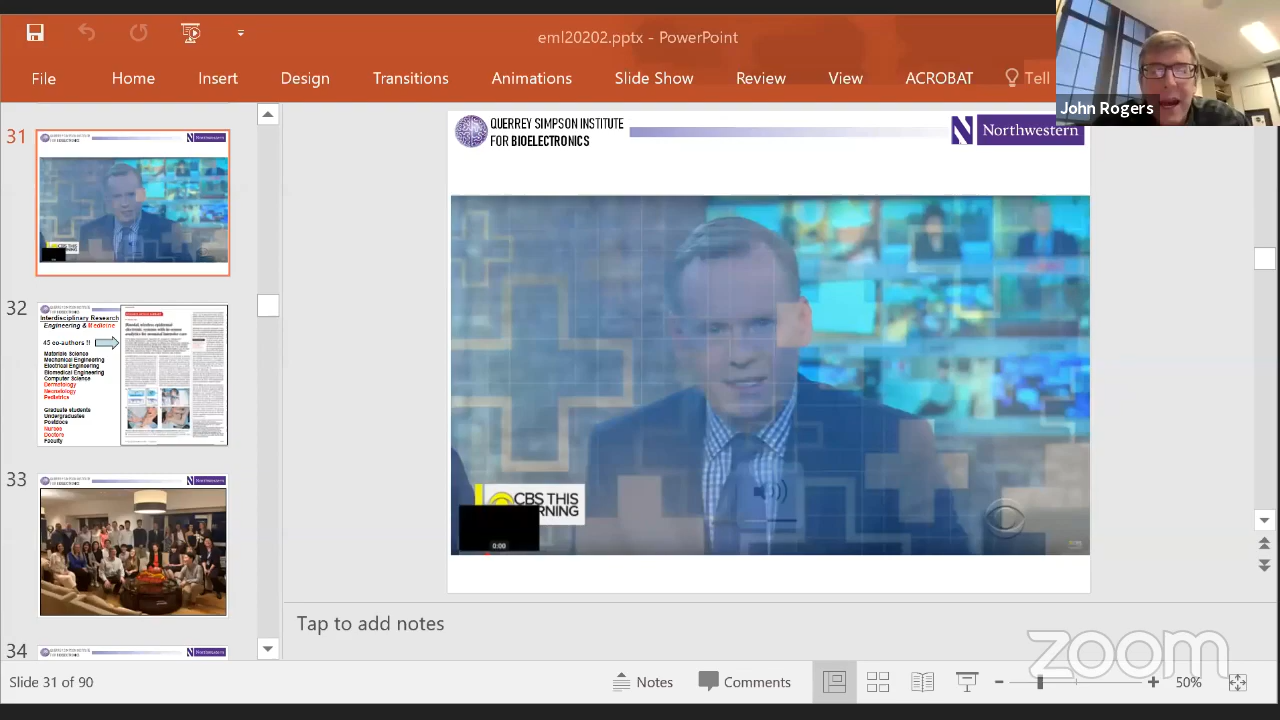 eml20202.pptx - PowerPoint
File Home Insert Design Transitions Animations Slide Show Review View ACROBAT Tell
John Rogers
31
Northwestern
32
Interdisciplinary Research
Engineering & Medicine
45 co-authors !!
Materials Science
Mechanical Engineering
Electrical Engineering
Biomedical Engineering
Computer Science
Dermatology
Neonatology
Pediatrics
Graduate students
Undergraduates
Postdocs
Nurses
Doctors
Faculty
33
Northwestern
34
Northwestern
QUERREY SIMPSON INSTITUTE
FOR BIOELECTRONICS
Northwestern
CBS THIS
RNING
0:00
Tap to add notes
zoom
Slide 31 of 90 Notes Comments 50%